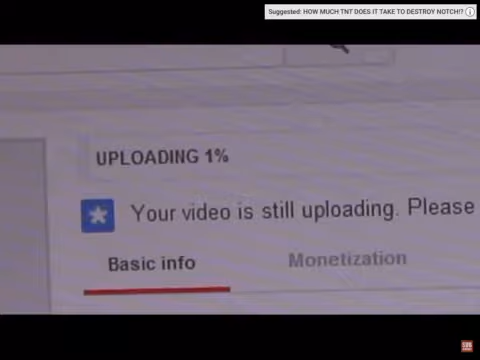 Suggested: HOW MUCH TNT DOES IT TAKE TO DESTROY NOTCH!?
UPLOADING 1%
Your video is still uploading. Please
Basic info
Monetization
SUB